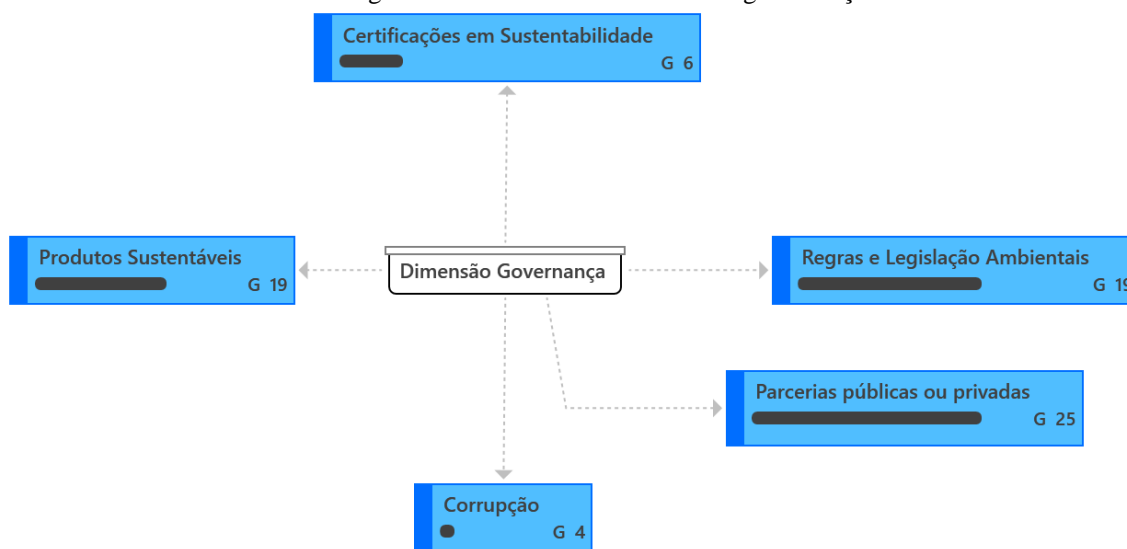 Certificações em Sustentabilidade
G 6
Produtos Sustentáveis
G 19
Dimensão Governança
Regras e Legislação Ambientais
G 19
Parcerias públicas ou privadas
G 25
Corrupção
G 4